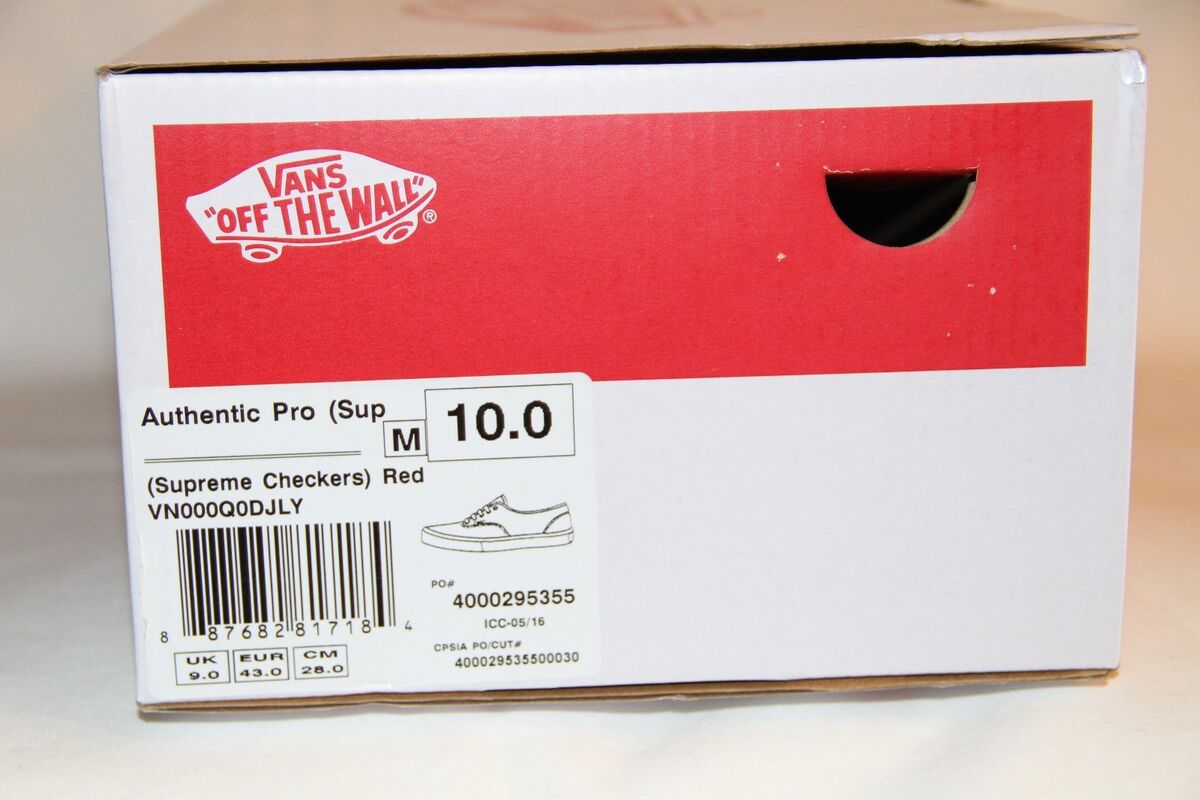 VANS
"OFF THE WALL"®
Authentic Pro (Sup
M
10.0
(Supreme Checkers) Red
VN000Q0DJLY
8 87682 81718 4
UK
9.0
EUR
43.0
CM
28.0
PO#
4000295355
ICC-05/16
CPSIA PO/CUT#
400029535500030